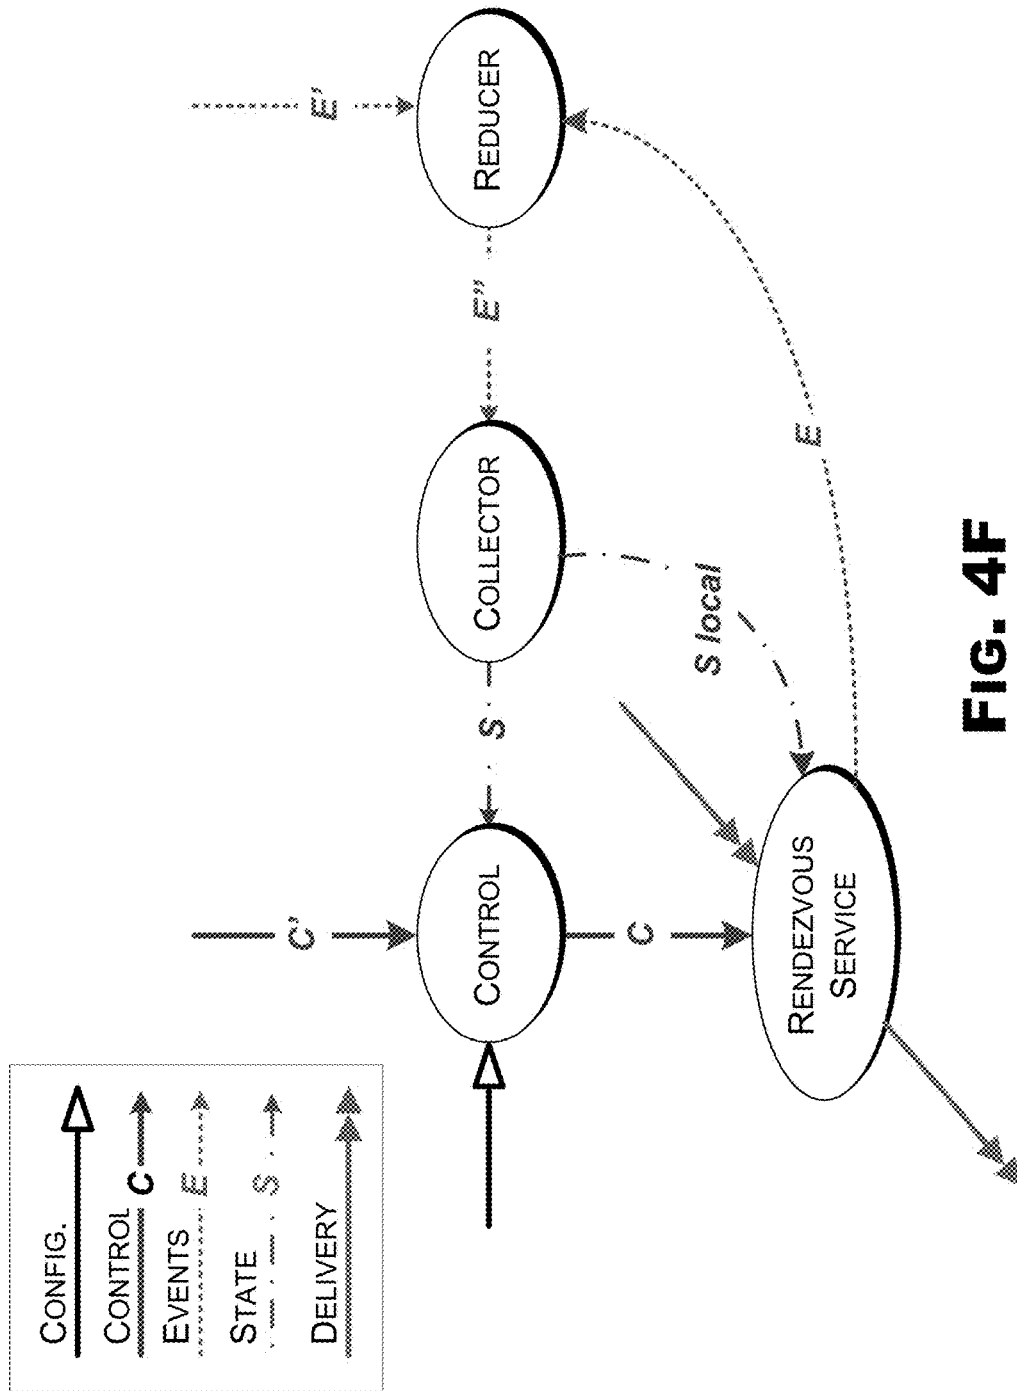 CONFIG.
CONTROL C
EVENTS E
STATE S
DELIVERY
C'
E'
CONTROL
S
COLLECTOR
E"
REDUCER
C
S local
RENDEZVOUS
SERVICE
E
FIG. 4F